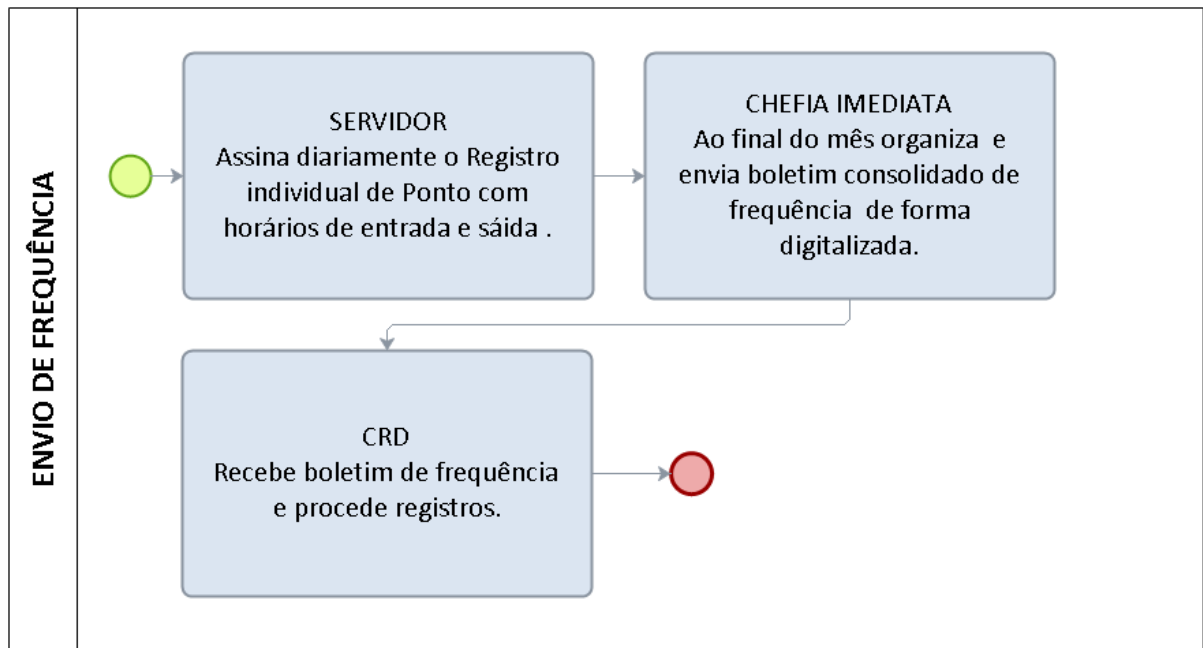 ENVIO DE FREQUÊNCIA
SERVIDOR
Assina diariamente o Registro
individual de Ponto com
horários de entrada e sáida .
CHEFIA IMEDIATA
Ao final do mês organiza  e
envia boletim consolidado de
frequência  de forma
digitalizada.
CRD
Recebe boletim de frequência
e procede registros.